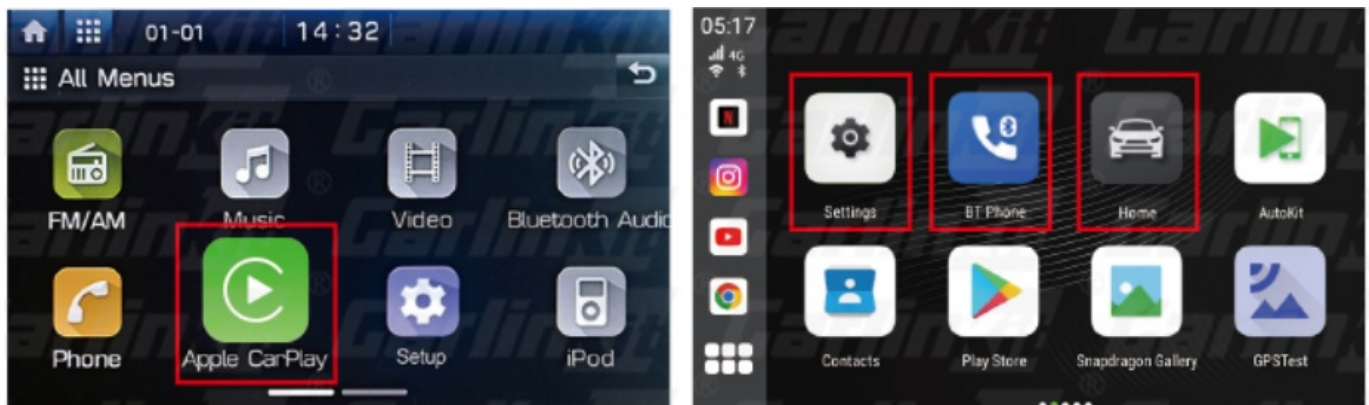 01-01 14:32
All Menus
FM/AM Music Video Bluetooth Audio
Phone Apple CarPlay Setup iPod
05:17
4G
Settings BT Phone Home AutoKit
Contacts Play Store Snapdragon Gallery GPSTest
Carlinkit